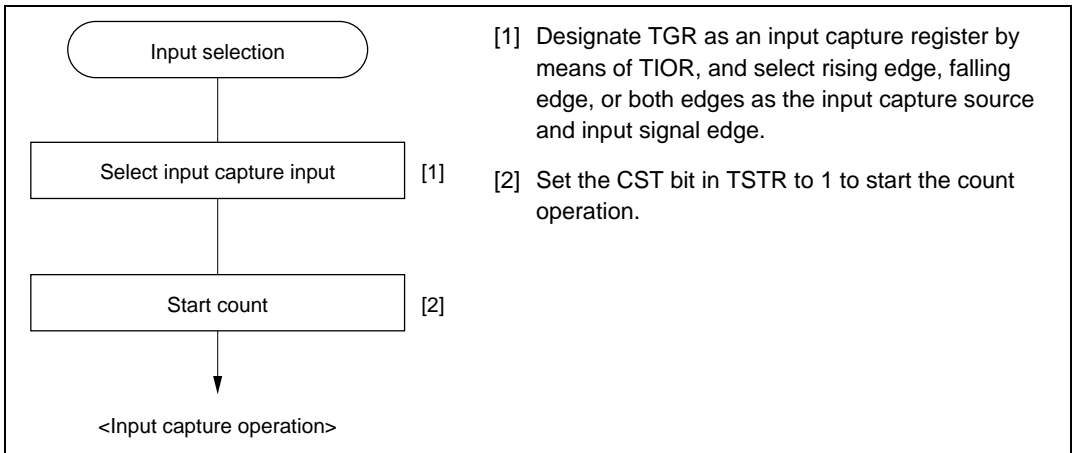 Input selection
Select input capture input
[1]
Start count
[2]
<Input capture operation>
[1] Designate TGR as an input capture register by
means of TIOR, and select rising edge, falling
edge, or both edges as the input capture source
and input signal edge.
[2] Set the CST bit in TSTR to 1 to start the count
operation.